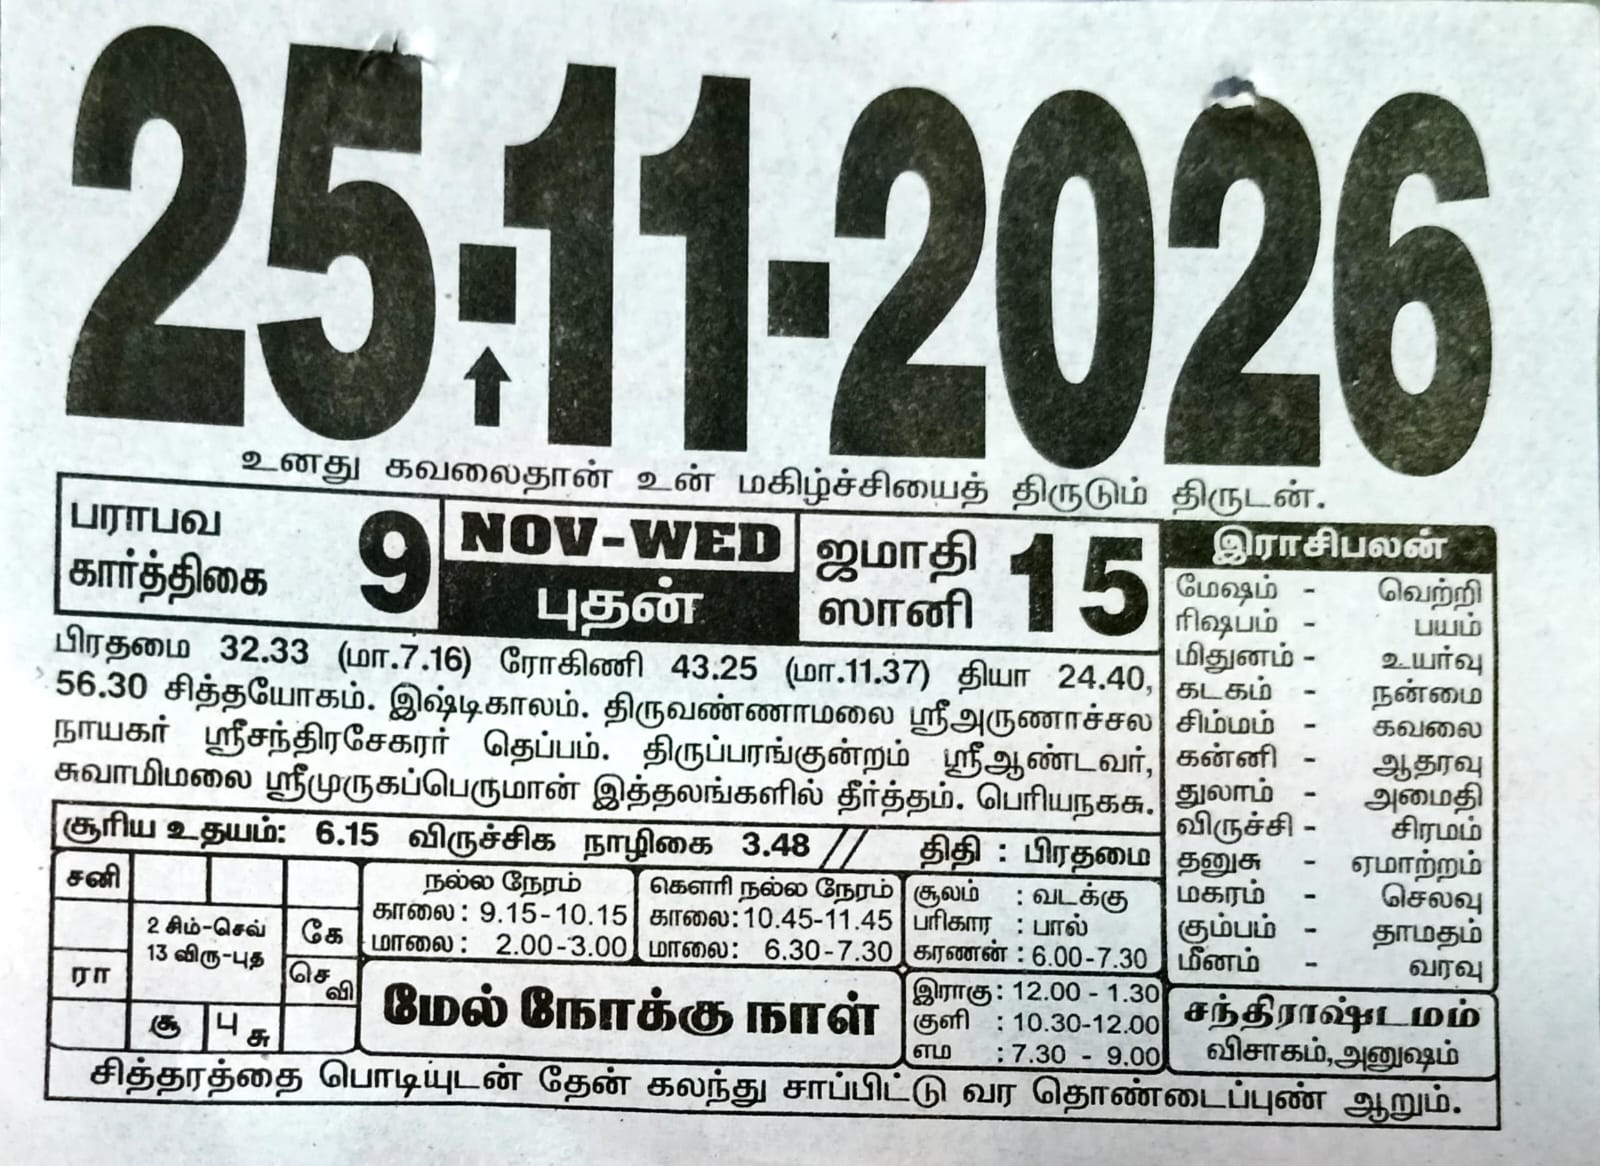 25-11-2026
உனது கவலைதான் உன் மகிழ்ச்சியைத் திருடும் திருடன்.
பராபவ
கார்த்திகை
9
NOV-WED
புதன்
ஜமாதி
ஸானி
15
பிரதமை 32.33 (மா.7.16) ரோகிணி 43.25 (மா.11.37) தியா 24.40,
56.30 சித்தயோகம். இஷ்டிகாலம். திருவண்ணாமலை ஸ்ரீஅருணாச்சல
நாயகர் ஸ்ரீசந்திரசேகரர் தெப்பம். திருப்பரங்குன்றம் ஸ்ரீஆண்டவர்,
சுவாமிமலை ஸ்ரீமுருகப்பெருமான் இத்தலங்களில் தீர்த்தம். பெரியநகசு.
சூரிய உதயம்: 6.15 விருச்சிக நாழிகை 3.48 // திதி : பிரதமை
சனி
2 சிம்-செவ்
13 விரு-புத
கே
ரா
செ
வி
சூ
பு
சு
நல்ல நேரம்
காலை: 9.15-10.15
மாலை: 2.00-3.00
கௌரி நல்ல நேரம்
காலை:10.45-11.45
மாலை: 6.30-7.30
மேல் நோக்கு நாள்
சூலம் : வடக்கு
பரிகார : பால்
கரணன் : 6.00-7.30
இராகு: 12.00 - 1.30
குளி : 10.30-12.00
எம : 7.30 - 9.00
இராசிபலன்
மேஷம் - வெற்றி
ரிஷபம் - பயம்
மிதுனம் - உயர்வு
கடகம் - நன்மை
சிம்மம் - கவலை
கன்னி - ஆதரவு
துலாம் - அமைதி
விருச்சி - சிரமம்
தனுசு - ஏமாற்றம்
மகரம் - செலவு
கும்பம் - தாமதம்
மீனம் - வரவு
சந்திராஷ்டமம்
விசாகம்,அனுஷம்
சித்தரத்தை பொடியுடன் தேன் கலந்து சாப்பிட்டு வர தொண்டைப்புண் ஆறும்.